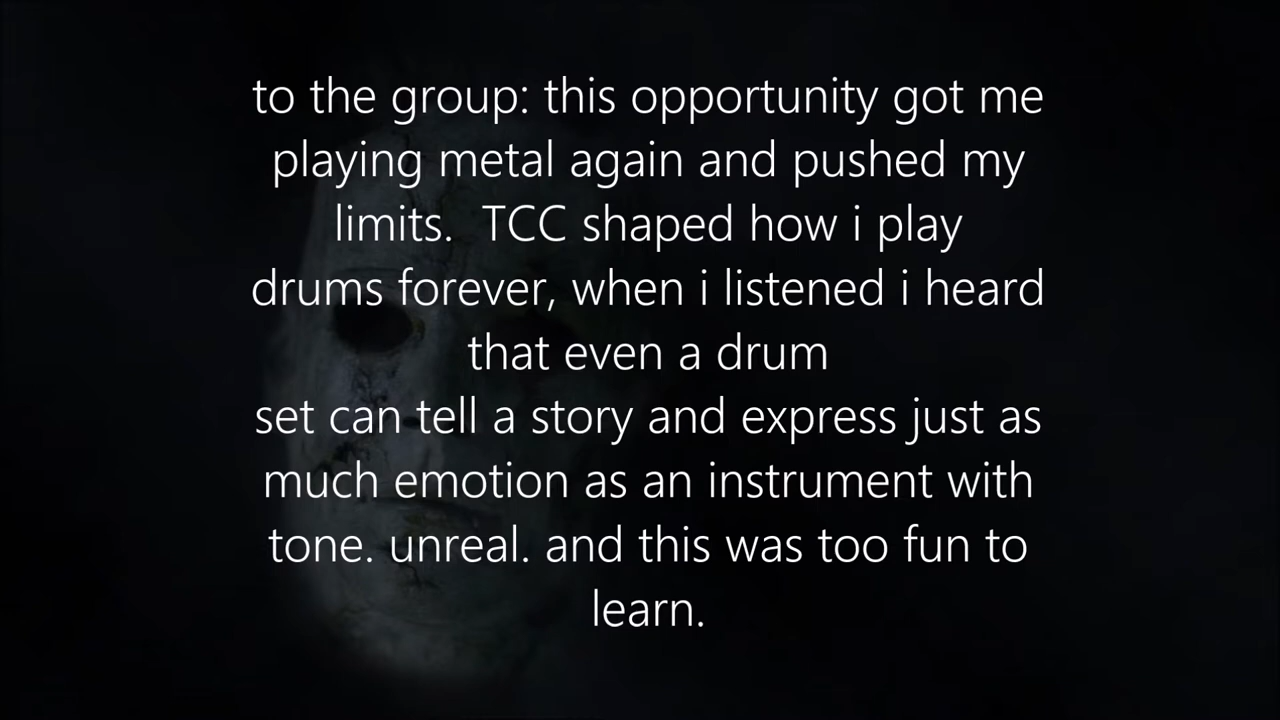 to the group: this opportunity got me
playing metal again and pushed my
limits.  TCC shaped how i play
drums forever, when i listened i heard
that even a drum
set can tell a story and express just as
much emotion as an instrument with
tone. unreal. and this was too fun to
learn.